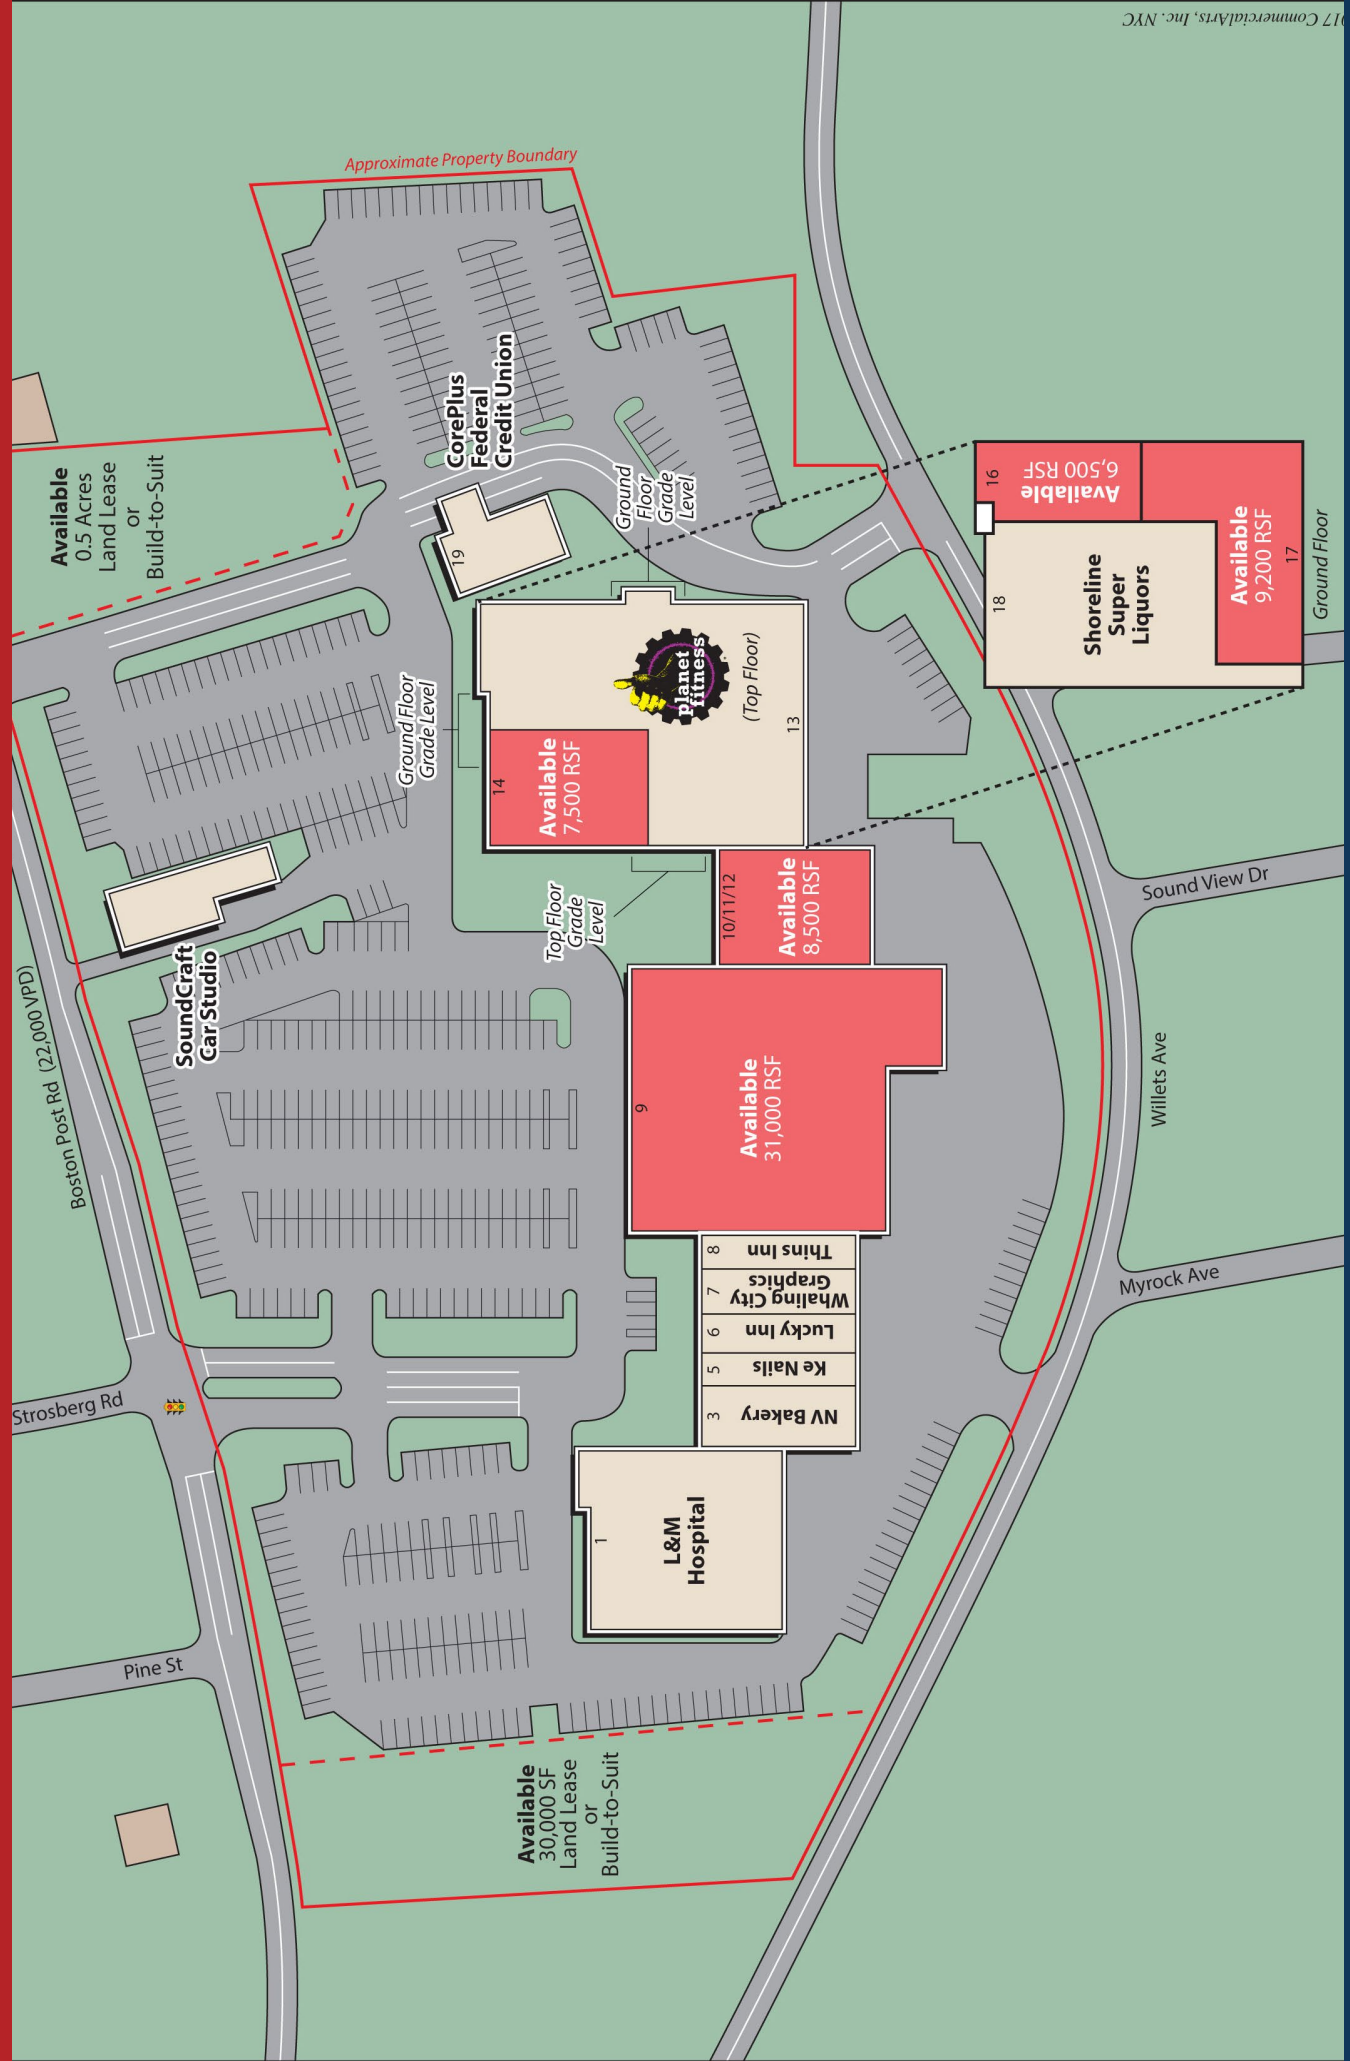 17 CommercialArts, Inc. NYC
Approximate Property Boundary
Available
0.5 Acres
Land Lease
or
Build-to-Suit
CorePlus
Federal
Credit Union
19
Ground
Floor
Grade
Level
16
Available
6,500 RSF
18
Shoreline
Super
Liquors
Available
9,200 RSF
17
Ground Floor
planet
fitness
(Top Floor)
13
Ground Floor
Grade Level
14
Available
7,500 RSF
Top Floor
Grade
Level
10/11/12
Available
8,500 RSF
SoundCraft
Car Studio
Boston Post Rd (22,000 VPD)
Sound View Dr
9
Available
31,000 RSF
Willets Ave
8
Thins Inn
7
Whaling City
Graphics
6
Lucky Inn
5
Ke Nails
3
NV Bakery
Myrock Ave
Strosberg Rd
1
L&M
Hospital
Pine St
Available
30,000 SF
Land Lease
or
Build-to-Suit